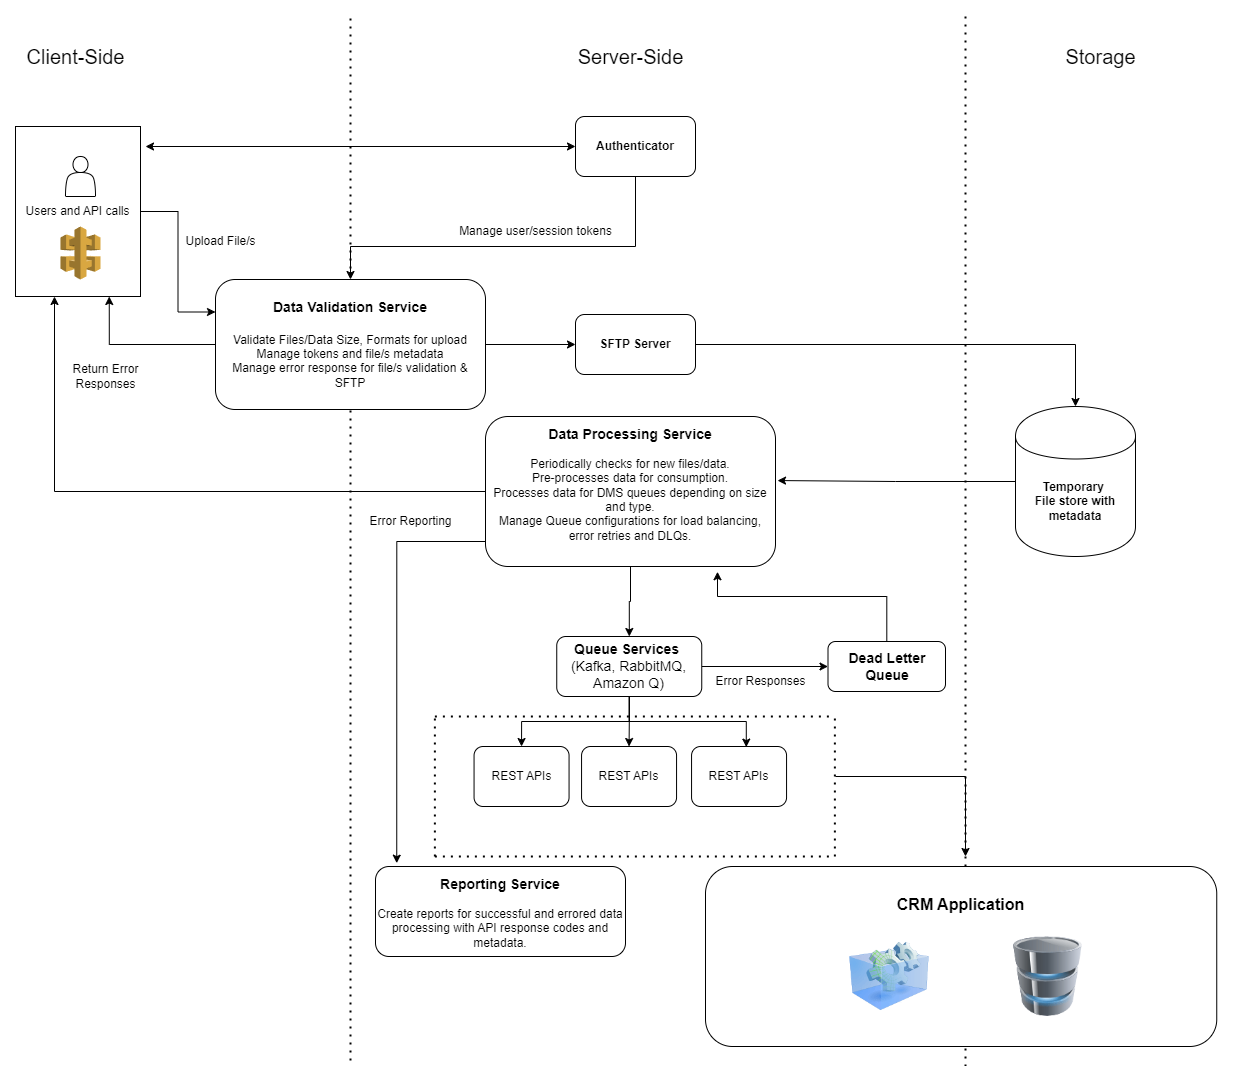 Client-Side
Server-Side
Storage
Authenticator
Users and API calls
Upload File/s
Manage user/session tokens
Data Validation Service
Validate Files/Data Size, Formats for upload
Manage tokens and file/s metadata
Manage error response for file/s validation &
SFTP
SFTP Server
Return Error
Responses
Data Processing Service
Periodically checks for new files/data.
Pre-processes data for consumption.
Processes data for DMS queues depending on size
and type.
Manage Queue configurations for load balancing,
error retries and DLQs.
Temporary
File store with
metadata
Error Reporting
Queue Services
(Kafka, RabbitMQ,
Amazon Q)
Error Responses
Dead Letter
Queue
REST APIs
REST APIs
REST APIs
Reporting Service
Create reports for successful and errored data
processing with API response codes and
metadata.
CRM Application